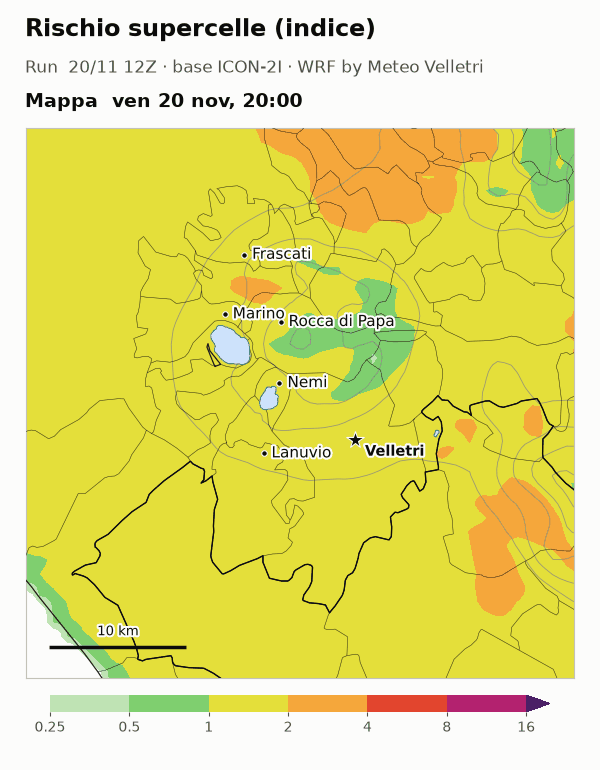 Rischio supercelle (indice)
Run  20/11 12Z · base ICON-2I · WRF by Meteo Velletri
Mappa  ven 20 nov, 20:00
Frascati
Marino
Rocca di Papa
Nemi
Velletri
Lanuvio
10 km
0.25 0.5 1 2 4 8 16